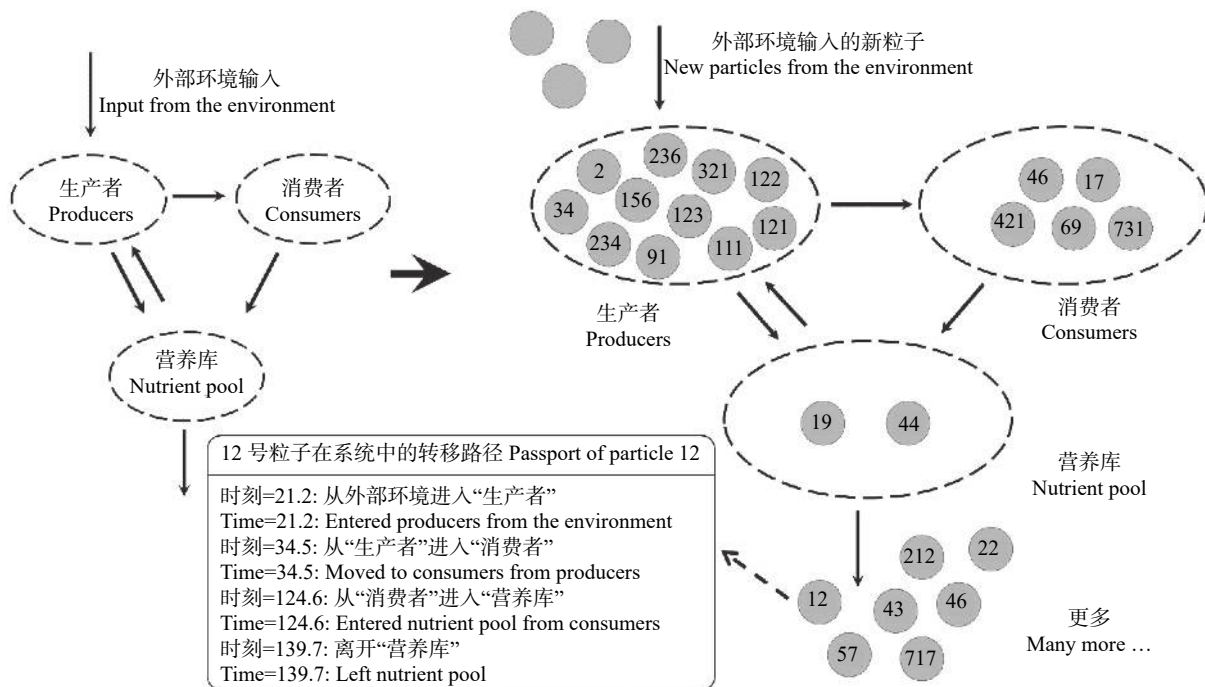 外部环境输入
Input from the environment
生产者
Producers
消费者
Consumers
营养库
Nutrient pool
外部环境输入的新粒子
New particles from the environment
2
236
321
122
34
156
123
121
234
91
111
生产者
Producers
46
17
421
69
731
消费者
Consumers
19
44
营养库
Nutrient pool
12 号粒子在系统中的转移路径 Passport of particle 12
时刻=21.2: 从外部环境进入“生产者”
Time=21.2: Entered producers from the environment
时刻=34.5: 从“生产者”进入“消费者”
Time=34.5: Moved to consumers from producers
时刻=124.6: 从“消费者”进入“营养库”
Time=124.6: Entered nutrient pool from consumers
时刻=139.7: 离开“营养库”
Time=139.7: Left nutrient pool
212
22
12
43
46
57
717
更多
Many more …